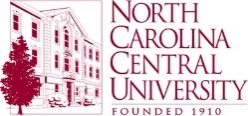 NORTH
CAROLINA
CENTRAL
UNIVERSITY
FOUNDED 1910